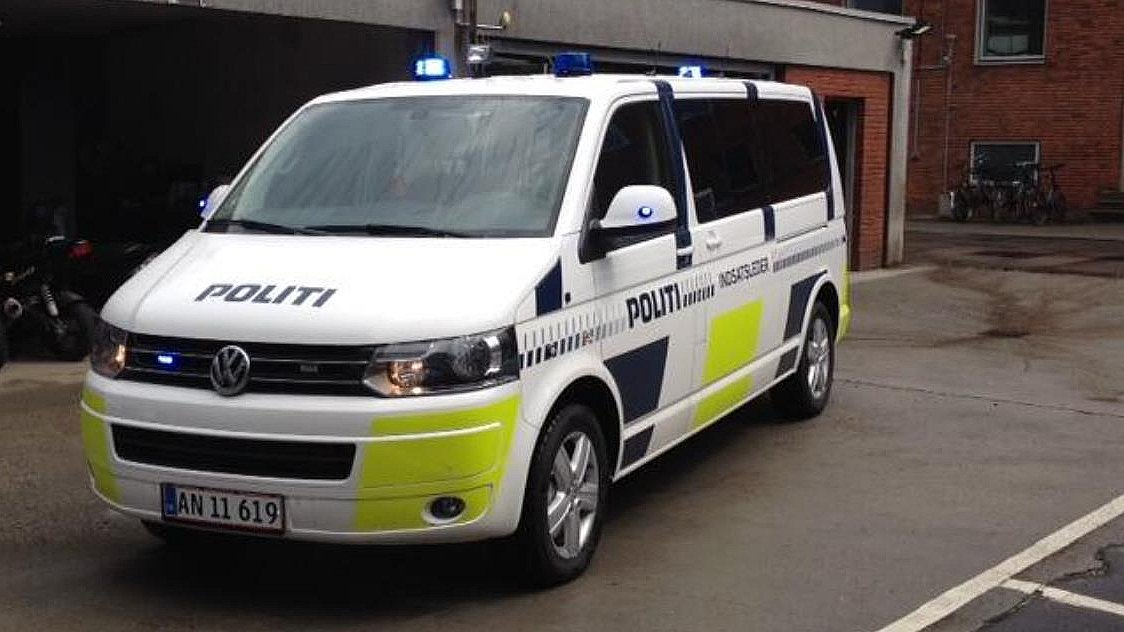 POLITI
POLITI
INDSATSLEDER
AN 11 619